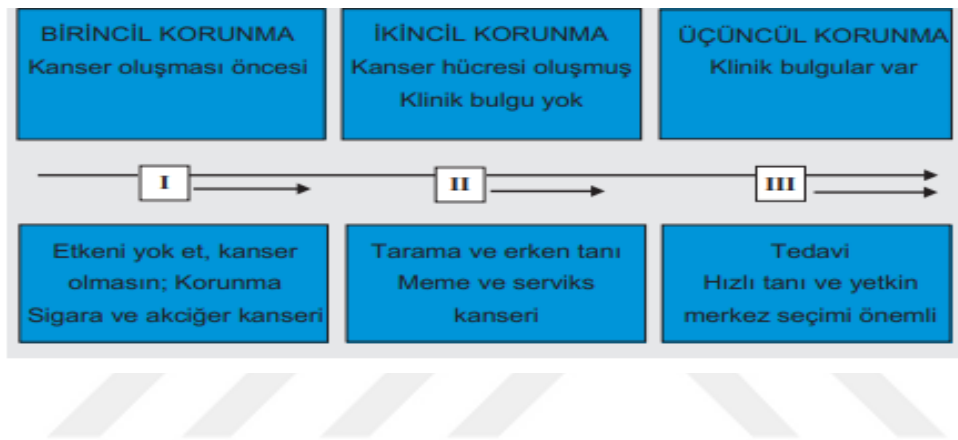 BİRİNCİL KORUNMA
Kanser oluşması öncesi
İKİNCİL KORUNMA
Kanser hücresi oluşmuş
Klinik bulgu yok
ÜÇÜNCÜL KORUNMA
Klinik bulgular var
I
II
III
Etkeni yok et, kanser
olmasın; Korunma
Sigara ve akciğer kanseri
Tarama ve erken tanı
Meme ve serviks
kanseri
Tedavi
Hızlı tanı ve yetkin
merkez seçimi önemli